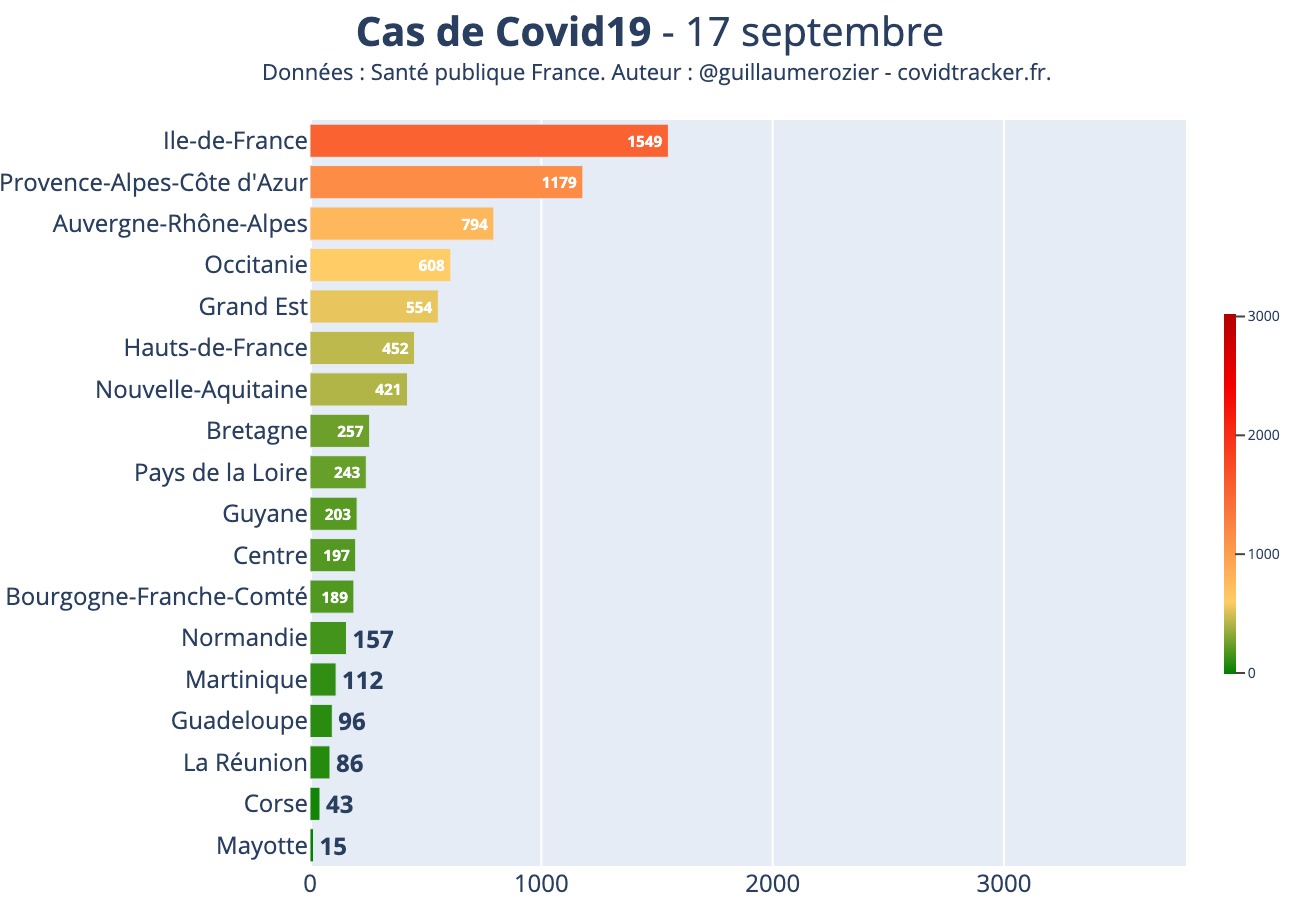 Cas de Covid19 - 17 septembre
Données : Santé publique France. Auteur : @guillaumerozier - covidtracker.fr.
Ile-de-France 1549
Provence-Alpes-Côte d'Azur 1179
Auvergne-Rhône-Alpes 794
Occitanie 608
Grand Est 554
Hauts-de-France 452
Nouvelle-Aquitaine 421
Bretagne 257
Pays de la Loire 243
Guyane 203
Centre 197
Bourgogne-Franche-Comté 189
Normandie 157
Martinique 112
Guadeloupe 96
La Réunion 86
Corse 43
Mayotte 15
0 1000 2000 3000
3000
2000
1000
0